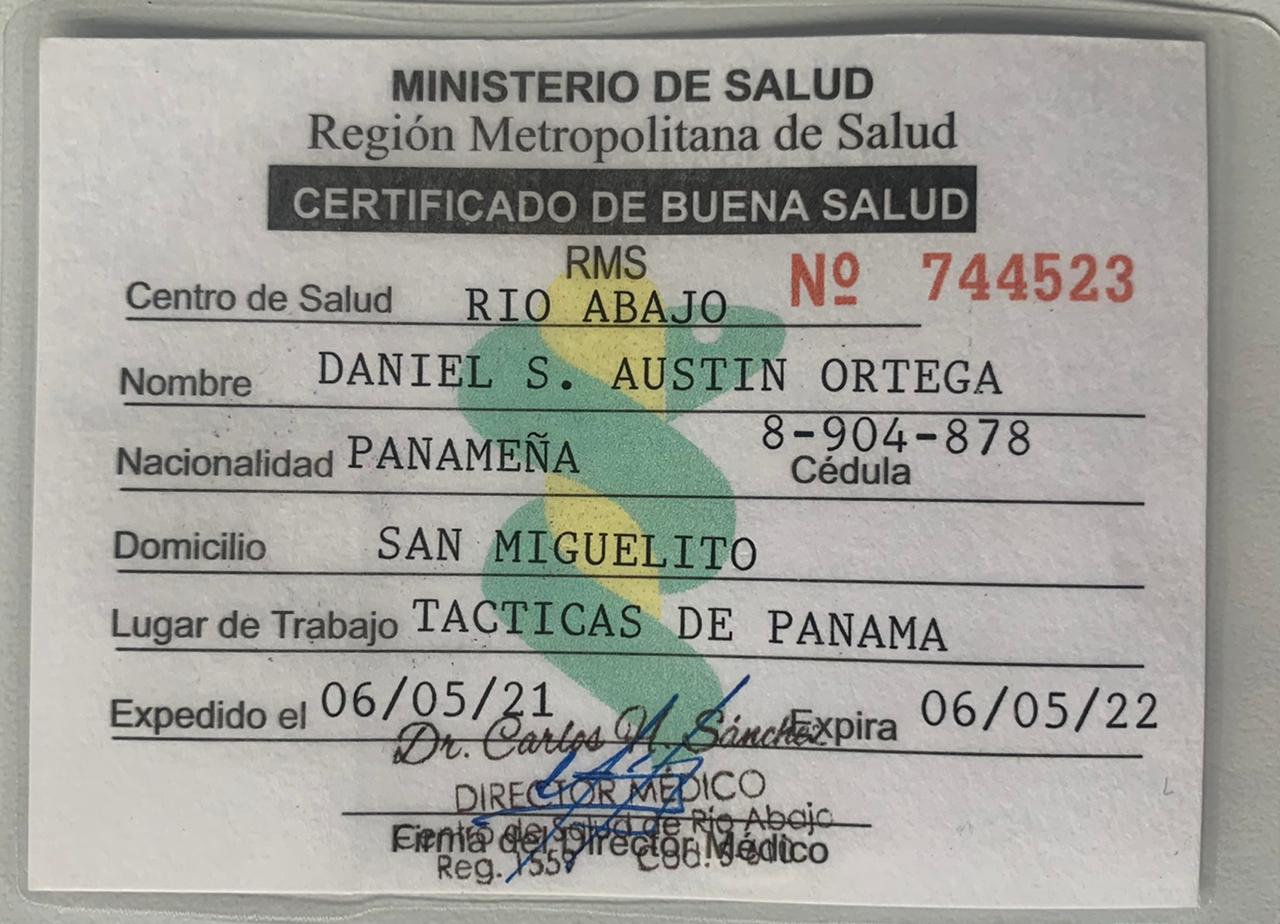 MINISTERIO DE SALUD
Región Metropolitana de Salud
CERTIFICADO DE BUENA SALUD
RMS
Nº 744523
Centro de Salud RIO ABAJO
Nombre DANIEL S. AUSTIN ORTEGA
8-904-878
Nacionalidad PANAMEÑA Cédula
Domicilio SAN MIGUELITO
Lugar de Trabajo TACTICAS DE PANAMA
Expedido el 06/05/21 Expira 06/05/22
Dr. Carlos Sánchez
DIRECTOR MÉDICO
Centro de Salud de Rio Abajo
Firma del Director Médico
Reg. Cod.